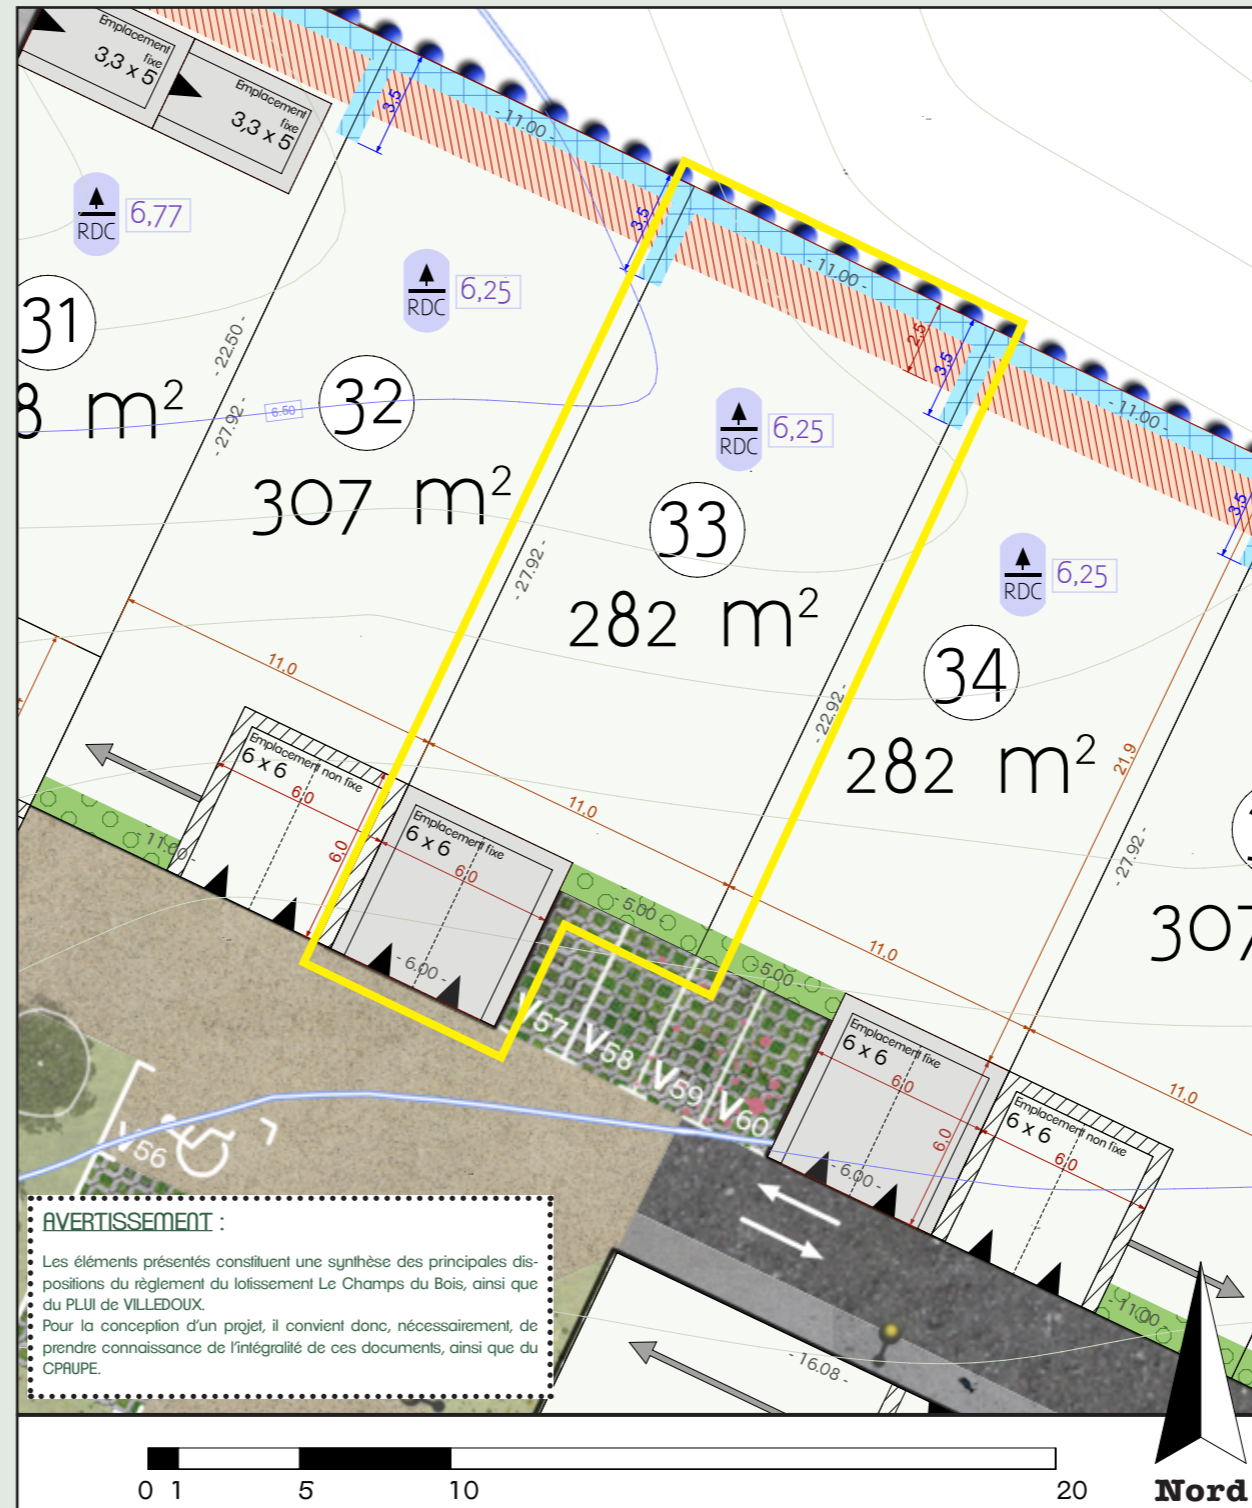 Emplacement
fixe
3,3 x 5
Emplacement
fixe
3,3 x 5
3,5
- 11.00 -
3,5
- 11.00 -
2,5
3,5
- 11.00 -
3,5
RDC
6,77
RDC
6,25
RDC
6,25
RDC
6,25
31
8 m²
- 22.50 -
- 27.92 -
6.50
32
307 m²
33
282 m²
- 27.92 -
34
282 m²
- 22.92 -
21,9
- 27.92 -
307
11,0
11,0
11,0
11,0
Emplacement non fixe
6 x 6
6,0
6,0
- 11.60 -
Emplacement fixe
6 x 6
6,0
- 6.00 -
- 5.00 -
- 5.00 -
V57
V58
V59
V60
Emplacement fixe
6 x 6
6,0
6,0
- 6.00 -
Emplacement non fixe
6 x 6
6,0
- 11.00 -
V56
- 16.08 -
AVERTISSEMENT :
Les éléments présentés constituent une synthèse des principales dis-
positions du règlement du lotissement Le Champs du Bois, ainsi que
du PLUI de VILLEDOUX.
Pour la conception d'un projet, il convient donc, nécessairement, de
prendre connaissance de l'intégralité de ces documents, ainsi que du
CPAUPE.
0 1 5 10 20
Nord